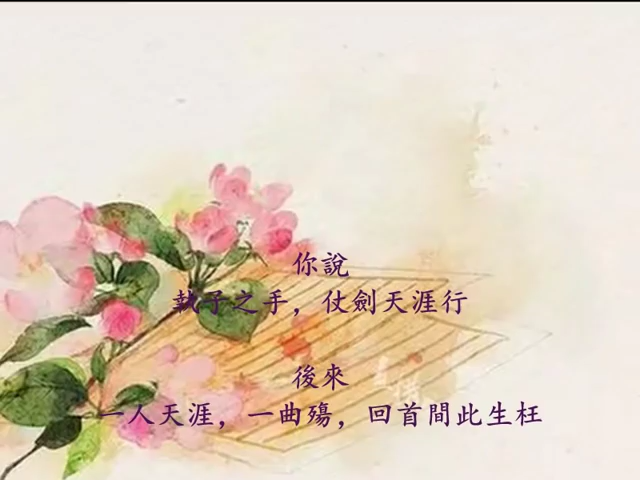 你說
執子之手，仗劍天涯行
後來
一人天涯，一曲殤，回首間此生枉